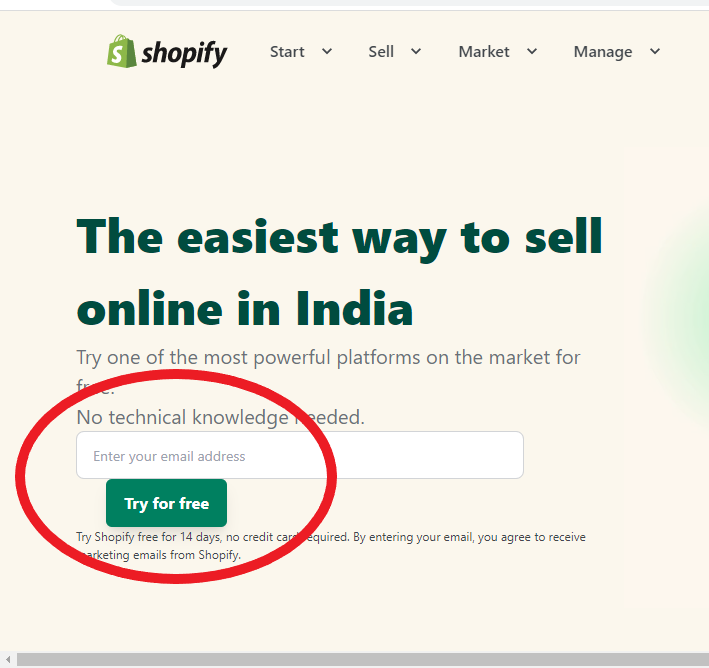 shopify Start Sell Market Manage
The easiest way to sell
online in India
Try one of the most powerful platforms on the market for
free.
No technical knowledge needed.
Enter your email address
Try for free
Try Shopify free for 14 days, no credit card required. By entering your email, you agree to receive
marketing emails from Shopify.